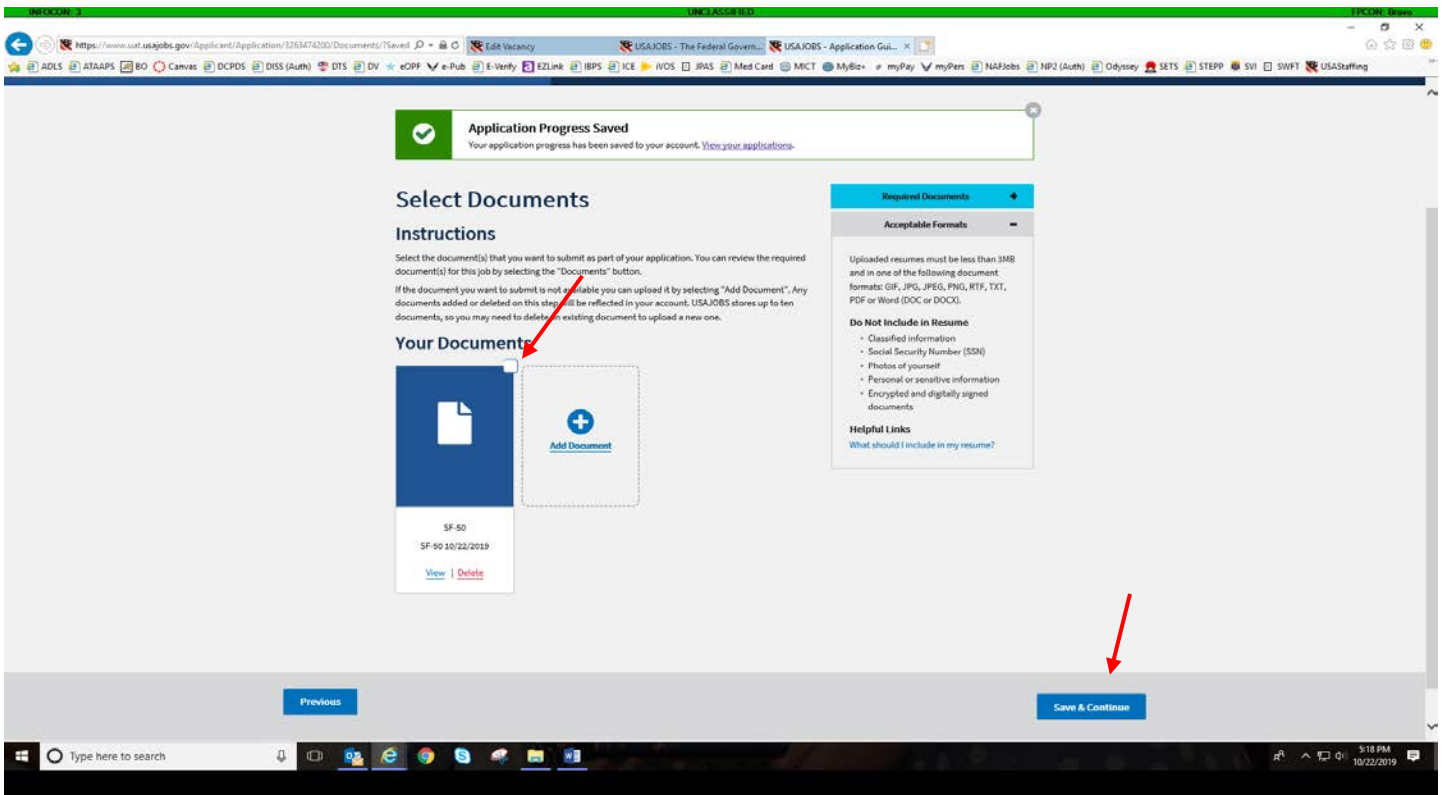 INFOCON: 3 UNCLASSIFIED FPCON: Bravo
https://www.uat.usajobs.gov/Applicant/Application/3263474200/Documents/?Saved Edit Vacancy USAJOBS - The Federal Govern... USAJOBS - Application Gui...
ADLS ATAAPS BO Canvas DCPDS DISS (Auth) DTS DV eOPF e-Pub E-Verify EZLink IBPS ICE iVOS JPAS Med Card MICT MyBiz+ myPay myPers NAFJobs NP2 (Auth) Odyssey SETS STEPP SVI SWFT USAStaffing
Application Progress Saved
Your application progress has been saved to your account. View your applications.
Select Documents
Instructions
Select the document(s) that you want to submit as part of your application. You can review the required
document(s) for this job by selecting the "Documents" button.
If the document you want to submit is not available you can upload it by selecting "Add Document". Any
documents added or deleted on this step will be reflected in your account. USAJOBS stores up to ten
documents, so you may need to delete an existing document to upload a new one.
Your Documents
Add Document
SF-50
SF-50 10/22/2019
View | Delete
Required Documents
Acceptable Formats
Uploaded resumes must be less than 3MB
and in one of the following document
formats: GIF, JPG, JPEG, PNG, RTF, TXT,
PDF or Word (DOC or DOCX).
Do Not Include in Resume
• Classified information
• Social Security Number (SSN)
• Photos of yourself
• Personal or sensitive information
• Encrypted and digitally signed
documents
Helpful Links
What should I include in my resume?
Previous
Save & Continue
Type here to search
5:18 PM
10/22/2019